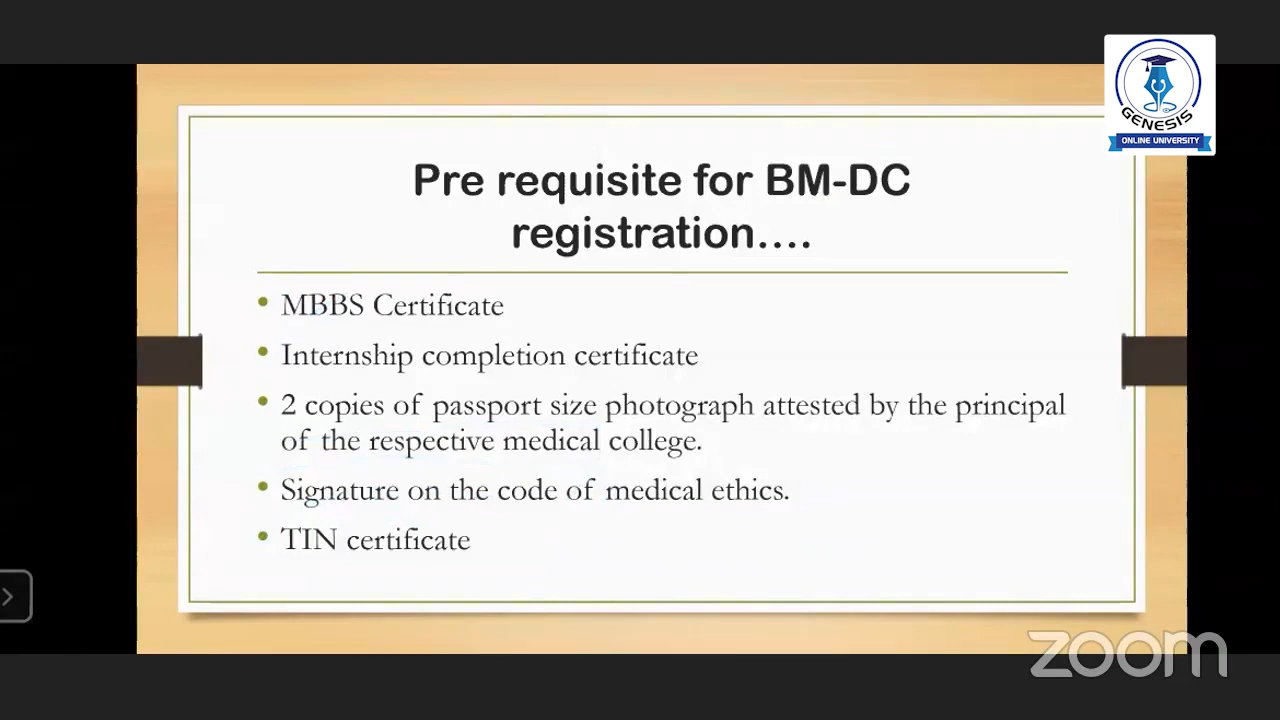 GENESIS
ONLINE UNIVERSITY
Pre requisite for BM-DC
registration....
• MBBS Certificate
• Internship completion certificate
• 2 copies of passport size photograph attested by the principal
of the respective medical college.
• Signature on the code of medical ethics.
• TIN certificate
zoom